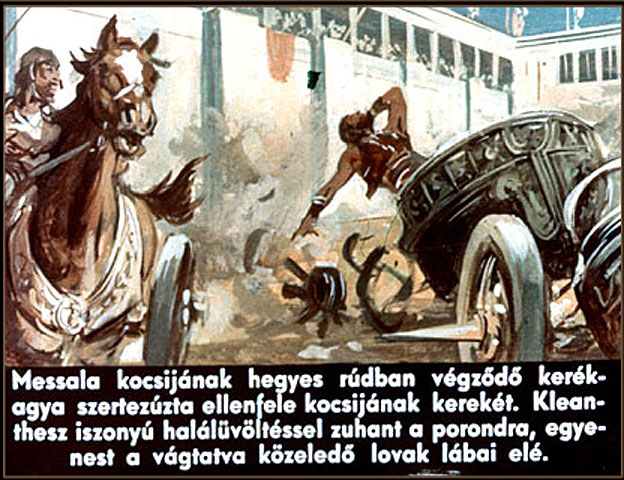 Messala kocsijának hegyes rúdban végződő kerék-
agya szertezúzta ellenfele kocsijának kerekét. Klean-
thesz iszonyú halálüvöltéssel zuhant a porondra, egye-
nest a vágtatva közeledő lovak lábai elé.